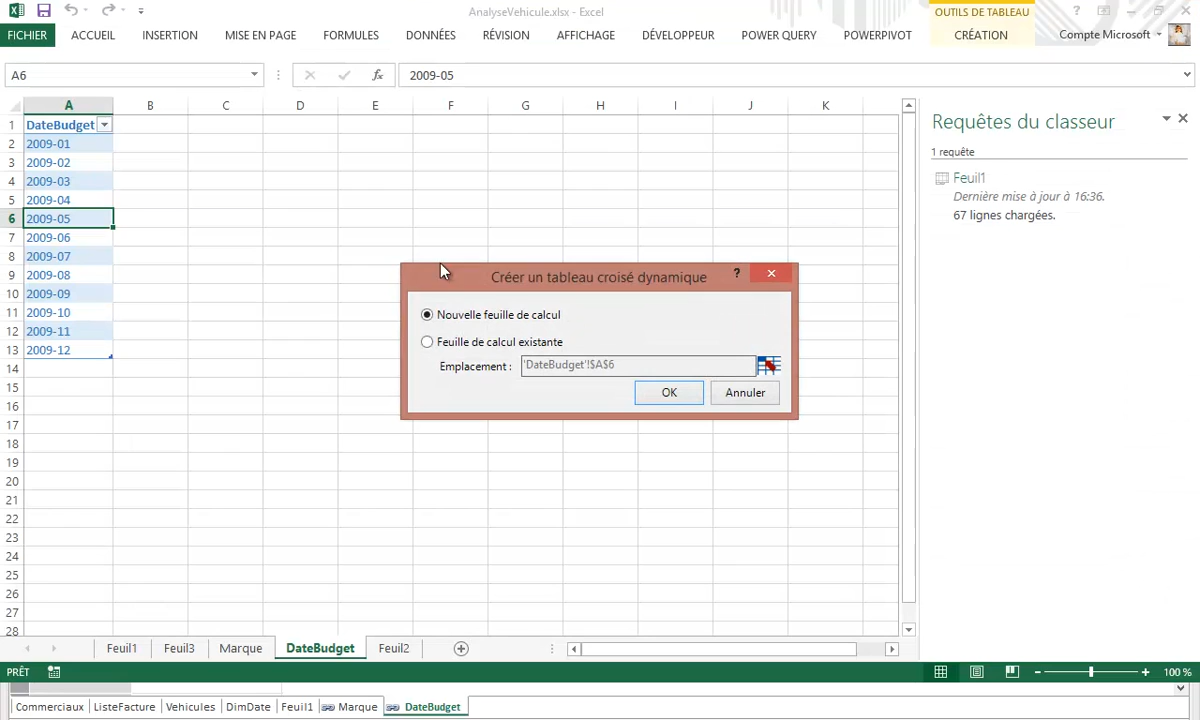 AnalyseVehicule.xlsx - Excel
OUTILS DE TABLEAU
?
FICHIER ACCUEIL INSERTION MISE EN PAGE FORMULES DONNÉES RÉVISION AFFICHAGE DÉVELOPPEUR POWER QUERY POWERPIVOT CRÉATION Compte Microsoft
A6 fx 2009-05
A B C D E F G H I J K
1 DateBudget
2 2009-01
3 2009-02
4 2009-03
5 2009-04
6 2009-05
7 2009-06
8 2009-07
9 2009-08
10 2009-09
11 2009-10
12 2009-11
13 2009-12
14
15
16
17
18
19
20
21
22
23
24
25
26
27
28
Requêtes du classeur
1 requête
Feuil1
Dernière mise à jour à 16:36.
67 lignes chargées.
Créer un tableau croisé dynamique ?
Nouvelle feuille de calcul
Feuille de calcul existante
Emplacement : 'DateBudget'!$A$6
OK Annuler
Feuil1 Feuil3 Marque DateBudget Feuil2
PRÊT 100 %
Commerciaux ListeFacture Vehicules DimDate Feuil1 Marque DateBudget